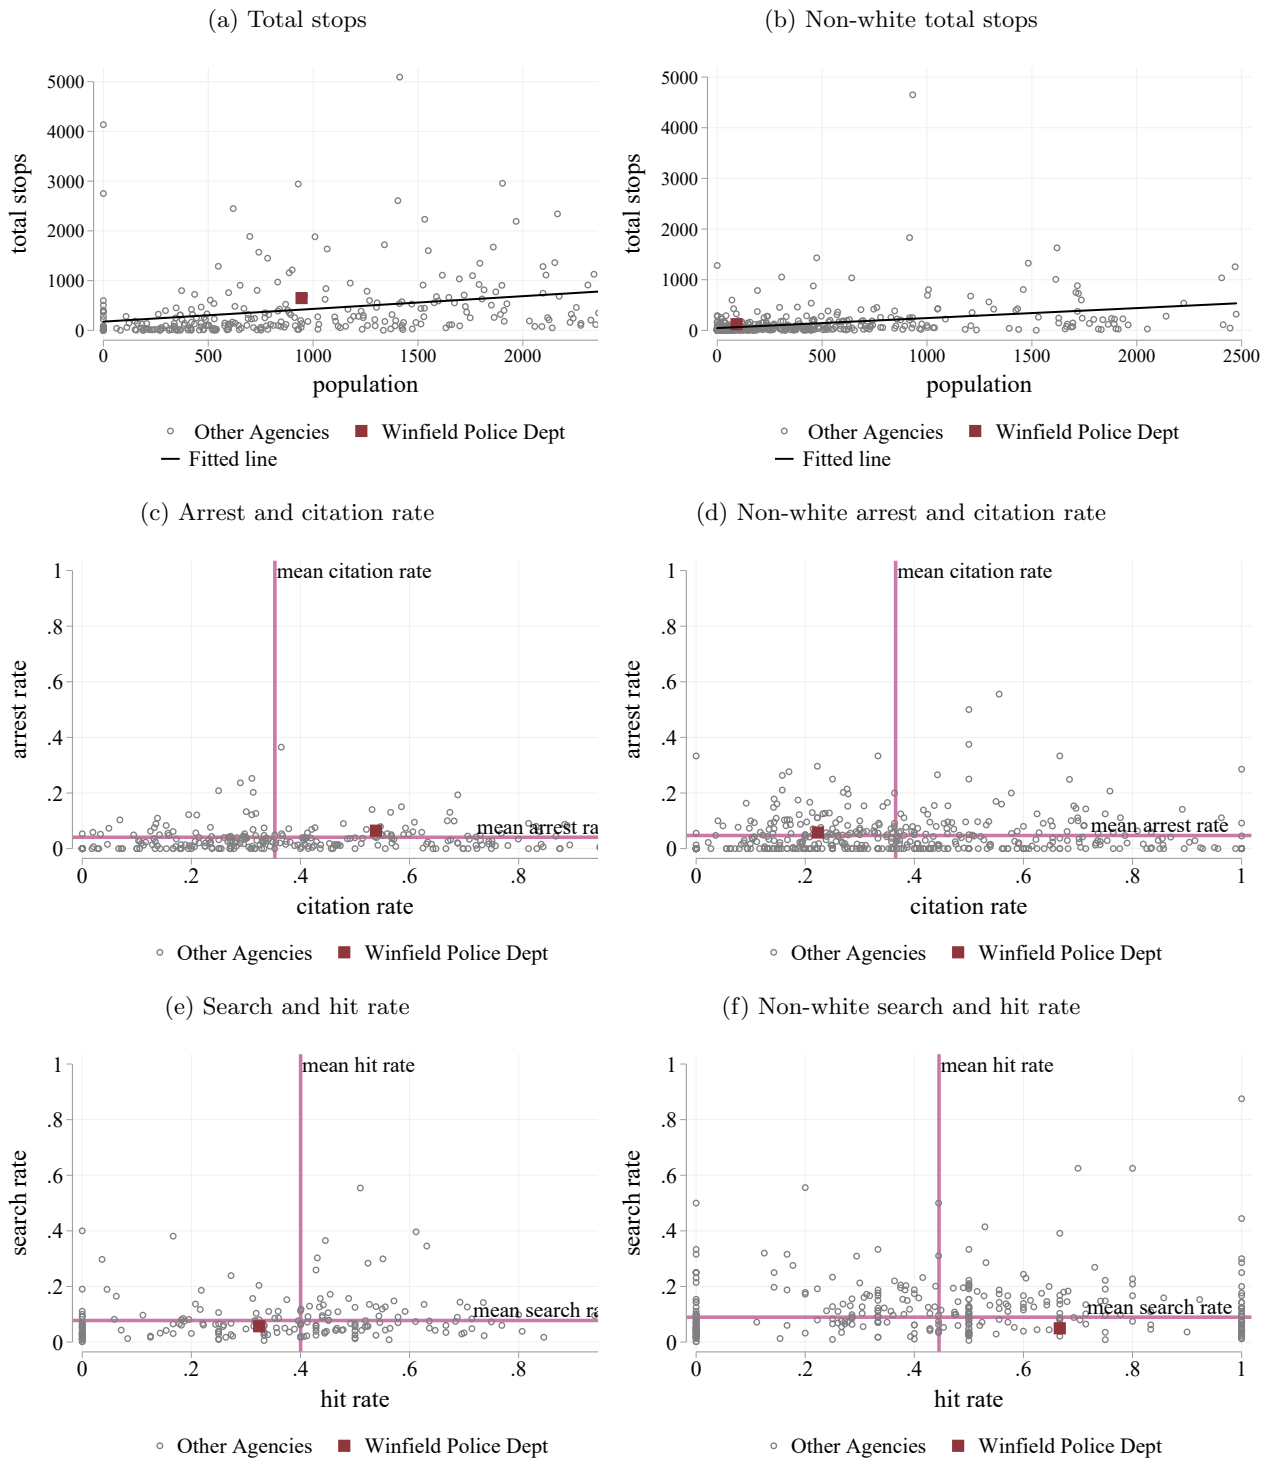 (a) Total stops
(b) Non-white total stops
total stops
5000
4000
3000
2000
1000
0
0 500 1000 1500 2000
population
Other Agencies Winfield Police Dept
Fitted line
total stops
5000
4000
3000
2000
1000
0
0 500 1000 1500 2000 2500
population
Other Agencies Winfield Police Dept
Fitted line
(c) Arrest and citation rate
(d) Non-white arrest and citation rate
arrest rate
1
.8
.6
.4
.2
0
mean citation rate
mean arrest ra
0 .2 .4 .6 .8
citation rate
Other Agencies Winfield Police Dept
arrest rate
1
.8
.6
.4
.2
0
mean citation rate
mean arrest rate
0 .2 .4 .6 .8 1
citation rate
Other Agencies Winfield Police Dept
(e) Search and hit rate
(f) Non-white search and hit rate
search rate
1
.8
.6
.4
.2
0
mean hit rate
mean search ra
0 .2 .4 .6 .8
hit rate
Other Agencies Winfield Police Dept
search rate
1
.8
.6
.4
.2
0
mean hit rate
mean search rate
0 .2 .4 .6 .8 1
hit rate
Other Agencies Winfield Police Dept